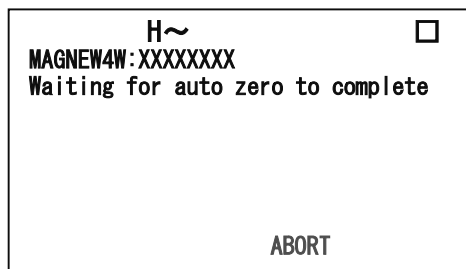 H～
MAGNEW4W:XXXXXXXX
Waiting for auto zero to complete
ABORT